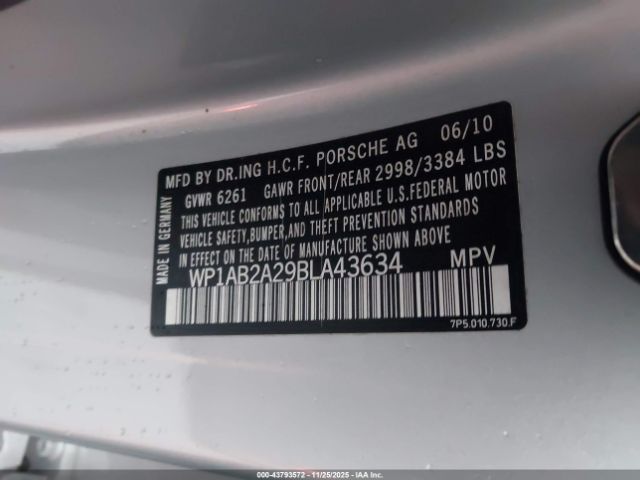 MFD BY DR.ING H.C.F. PORSCHE AG 06/10
GVWR 6261 GAWR FRONT/REAR 2998/3384 LBS
THIS VEHICLE CONFORMS TO ALL APPLICABLE U.S.FEDERAL MOTOR
VEHICLE SAFETY,BUMPER,AND THEFT PREVENTION STANDARDS
IN EFFECT ON THE DATE OF MANUFACTURE SHOWN ABOVE
WP1AB2A29BLA43634 MPV
MADE IN GERMANY
7P5.010.730.F
STOCK #: 43793572 - 11/25/2025 - IAA Inc.